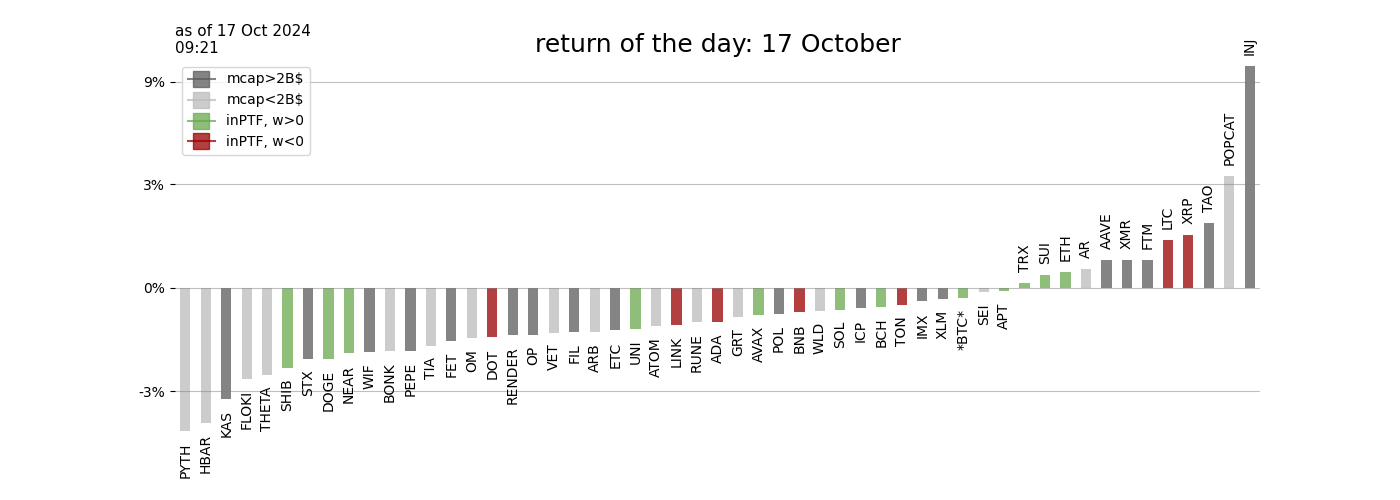 as of 17 Oct 2024
09:21
return of the day: 17 October
mcap>2B$
mcap<2B$
inPTF, w>0
inPTF, w<0
9%
3%
0%
-3%
PYTH
HBAR
KAS
FLOKI
THETA
SHIB
STX
DOGE
NEAR
WIF
BONK
PEPE
TIA
FET
OM
DOT
RENDER
OP
VET
FIL
ARB
ETC
UNI
ATOM
LINK
RUNE
ADA
GRT
AVAX
POL
BNB
WLD
SOL
ICP
BCH
TON
IMX
XLM
*BTC*
SEI
APT
TRX
SUI
ETH
AR
AAVE
XMR
FTM
LTC
XRP
TAO
POPCAT
INJ